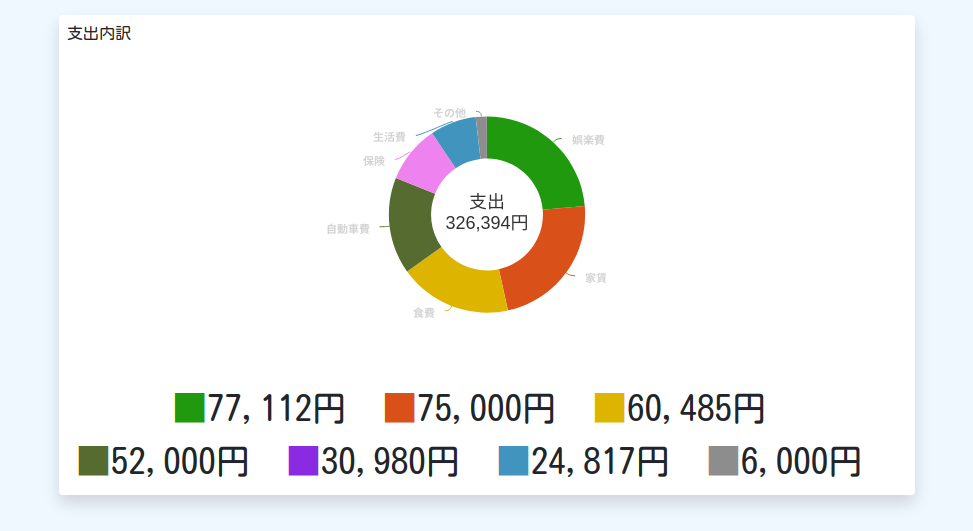 支出内訳
その他
生活費
娯楽費
保険
支出
326,394円
自動車費
家賃
食費
77,112円 75,000円 60,485円
52,000円 30,980円 24,817円 6,000円